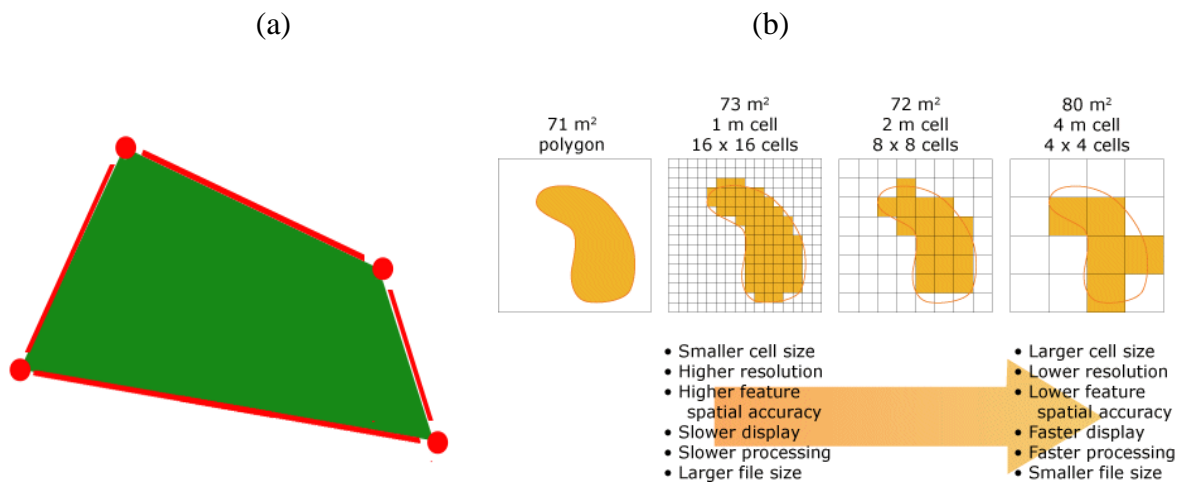 (a)
(b)
71 m²
polygon
73 m²
1 m cell
16 x 16 cells
72 m²
2 m cell
8 x 8 cells
80 m²
4 m cell
4 x 4 cells
• Smaller cell size
• Higher resolution
• Higher feature
spatial accuracy
• Slower display
• Slower processing
• Larger file size
• Larger cell size
• Lower resolution
• Lower feature
spatial accuracy
• Faster display
• Faster processing
• Smaller file size